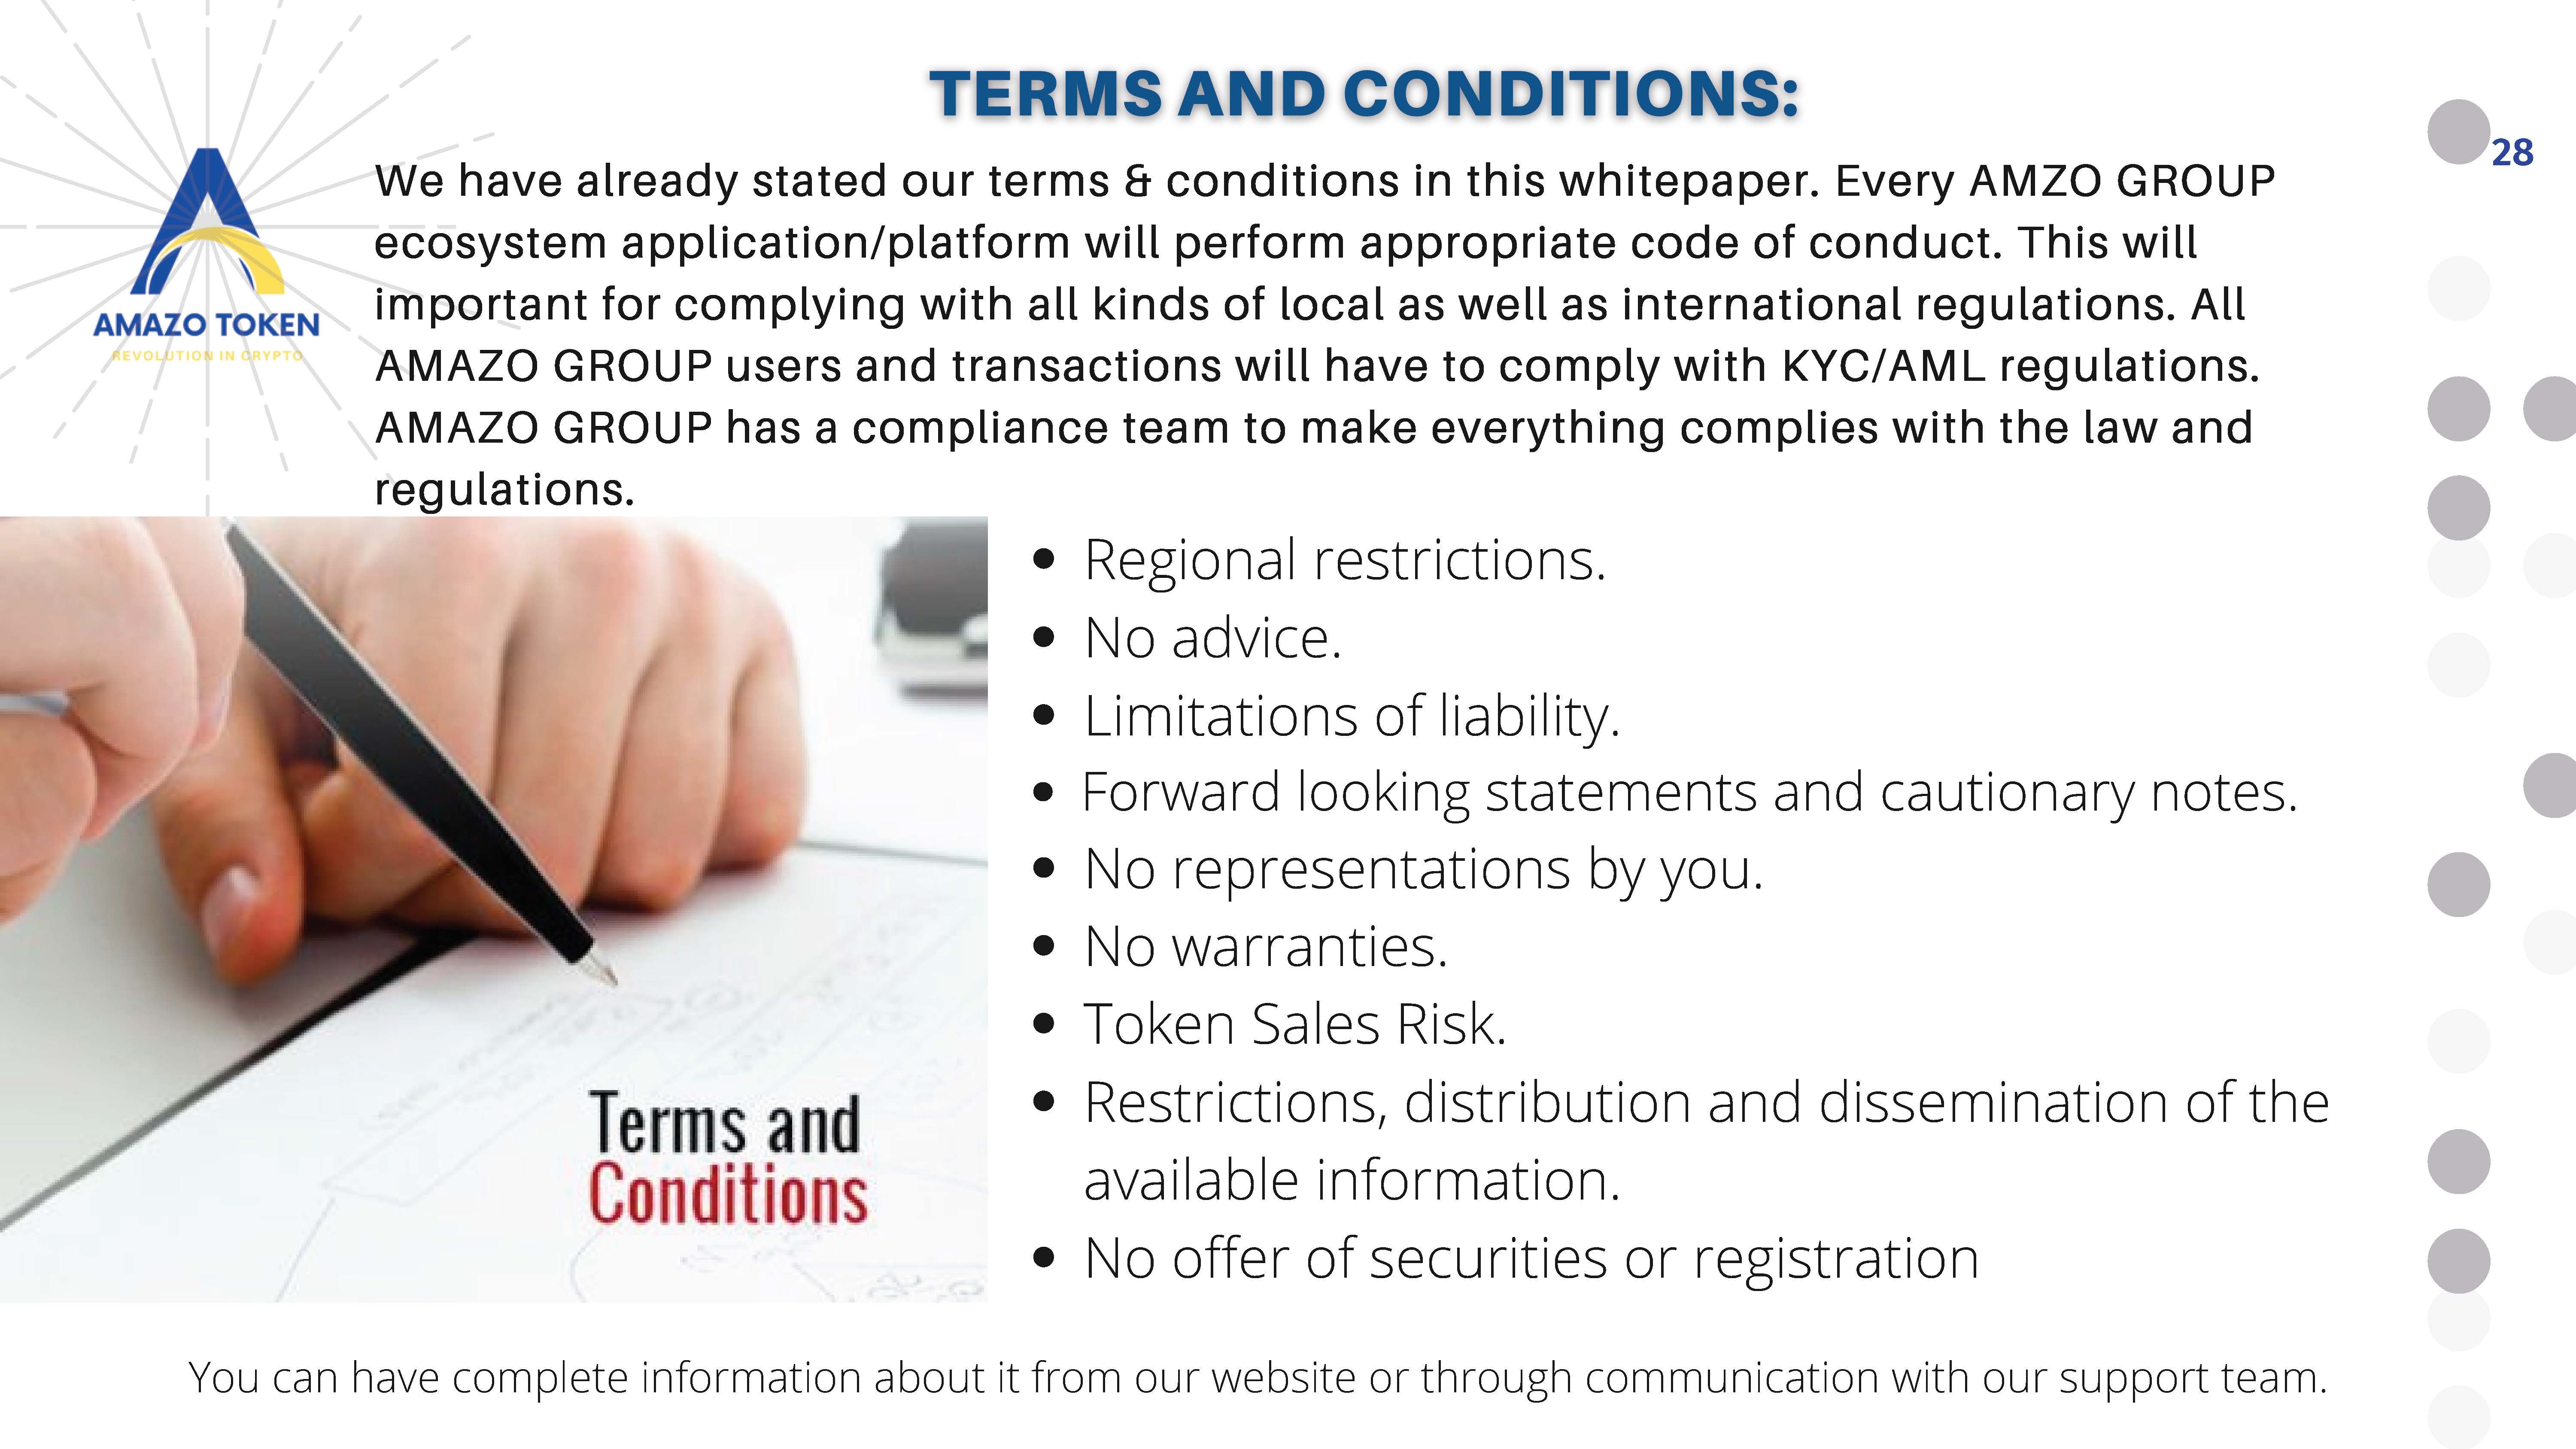 TERMS AND CONDITIONS:
28
AMAZO TOKEN
REVOLUTION IN CRYPTO
We have already stated our terms & conditions in this whitepaper. Every AMZO GROUP
ecosystem application/platform will perform appropriate code of conduct. This will
important for complying with all kinds of local as well as international regulations. All
AMAZO GROUP users and transactions will have to comply with KYC/AML regulations.
AMAZO GROUP has a compliance team to make everything complies with the law and
regulations.
Terms and
Conditions
• Regional restrictions.
• No advice.
• Limitations of liability.
• Forward looking statements and cautionary notes.
• No representations by you.
• No warranties.
• Token Sales Risk.
• Restrictions, distribution and dissemination of the
available information.
• No offer of securities or registration
You can have complete information about it from our website or through communication with our support team.